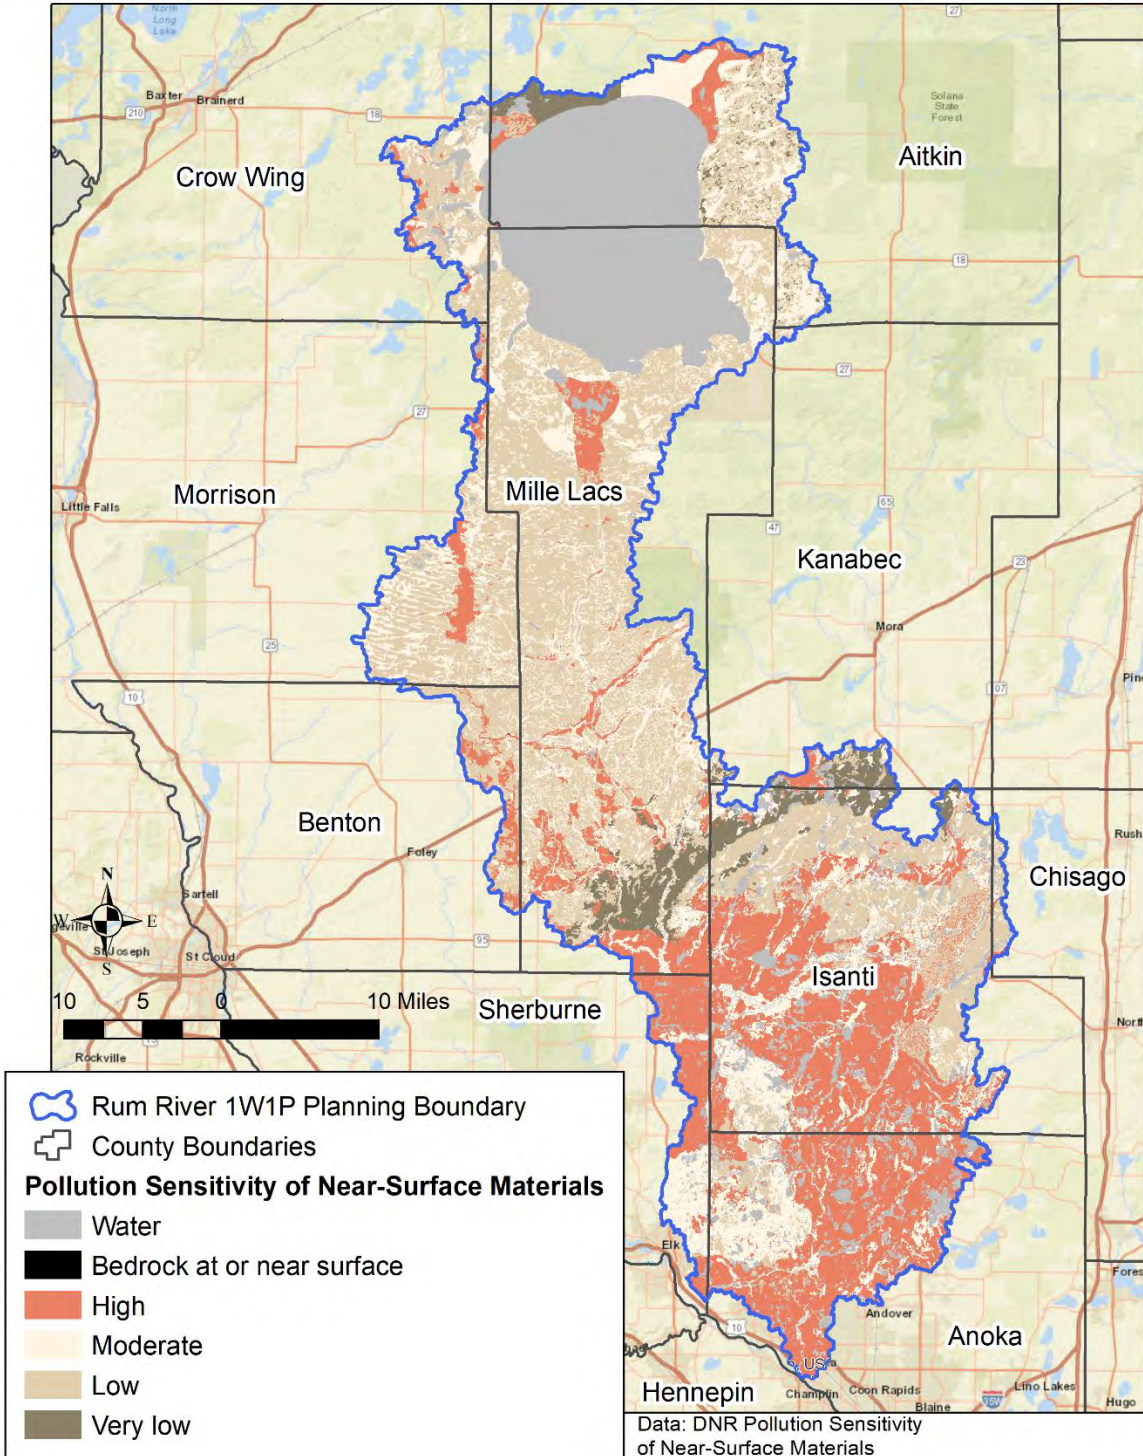 North
Long
Lake
27
Baxter
Brainerd
210
18
Solana
State
Forest
Crow Wing
Aitkin
18
27
27
Morrison
Little Falls
Mille Lacs
65
47
Kanabec
23
Mora
25
10
107
Benton
Foley
Rush
Chisago
N
W
E
S
Sartell
St Joseph
St Cloud
95
Isanti
10
5
0
10 Miles
Sherburne
North
Rockville
Elk
Fores
Andover
10
Anoka
US
Champlin
Coon Rapids
Lino Lakes
35W
Hugo
Blaine
Hennepin
Rum River 1W1P Planning Boundary
County Boundaries
Pollution Sensitivity of Near-Surface Materials
Water
Bedrock at or near surface
High
Moderate
Low
Very low
Data: DNR Pollution Sensitivity
of Near-Surface Materials